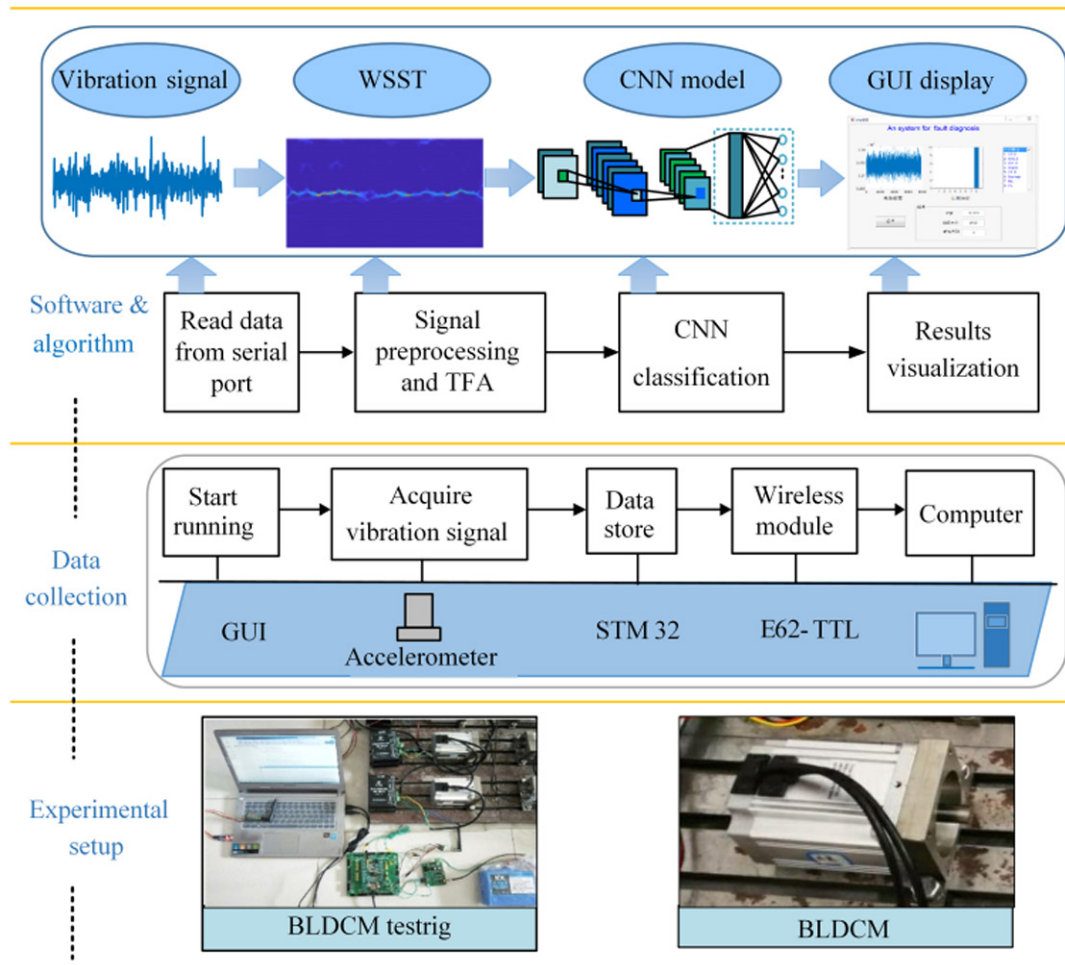 Vibration signal
WSST
CNN model
GUI display
An system for fault diagnosis
Software &
algorithm
Read data
from serial
port
Signal
preprocessing
and TFA
CNN
classification
Results
visualization
Data
collection
Start
running
Acquire
vibration signal
Data
store
Wireless
module
Computer
GUI
Accelerometer
STM 32
E62- TTL
Experimental
setup
BLDCM testrig
BLDCM